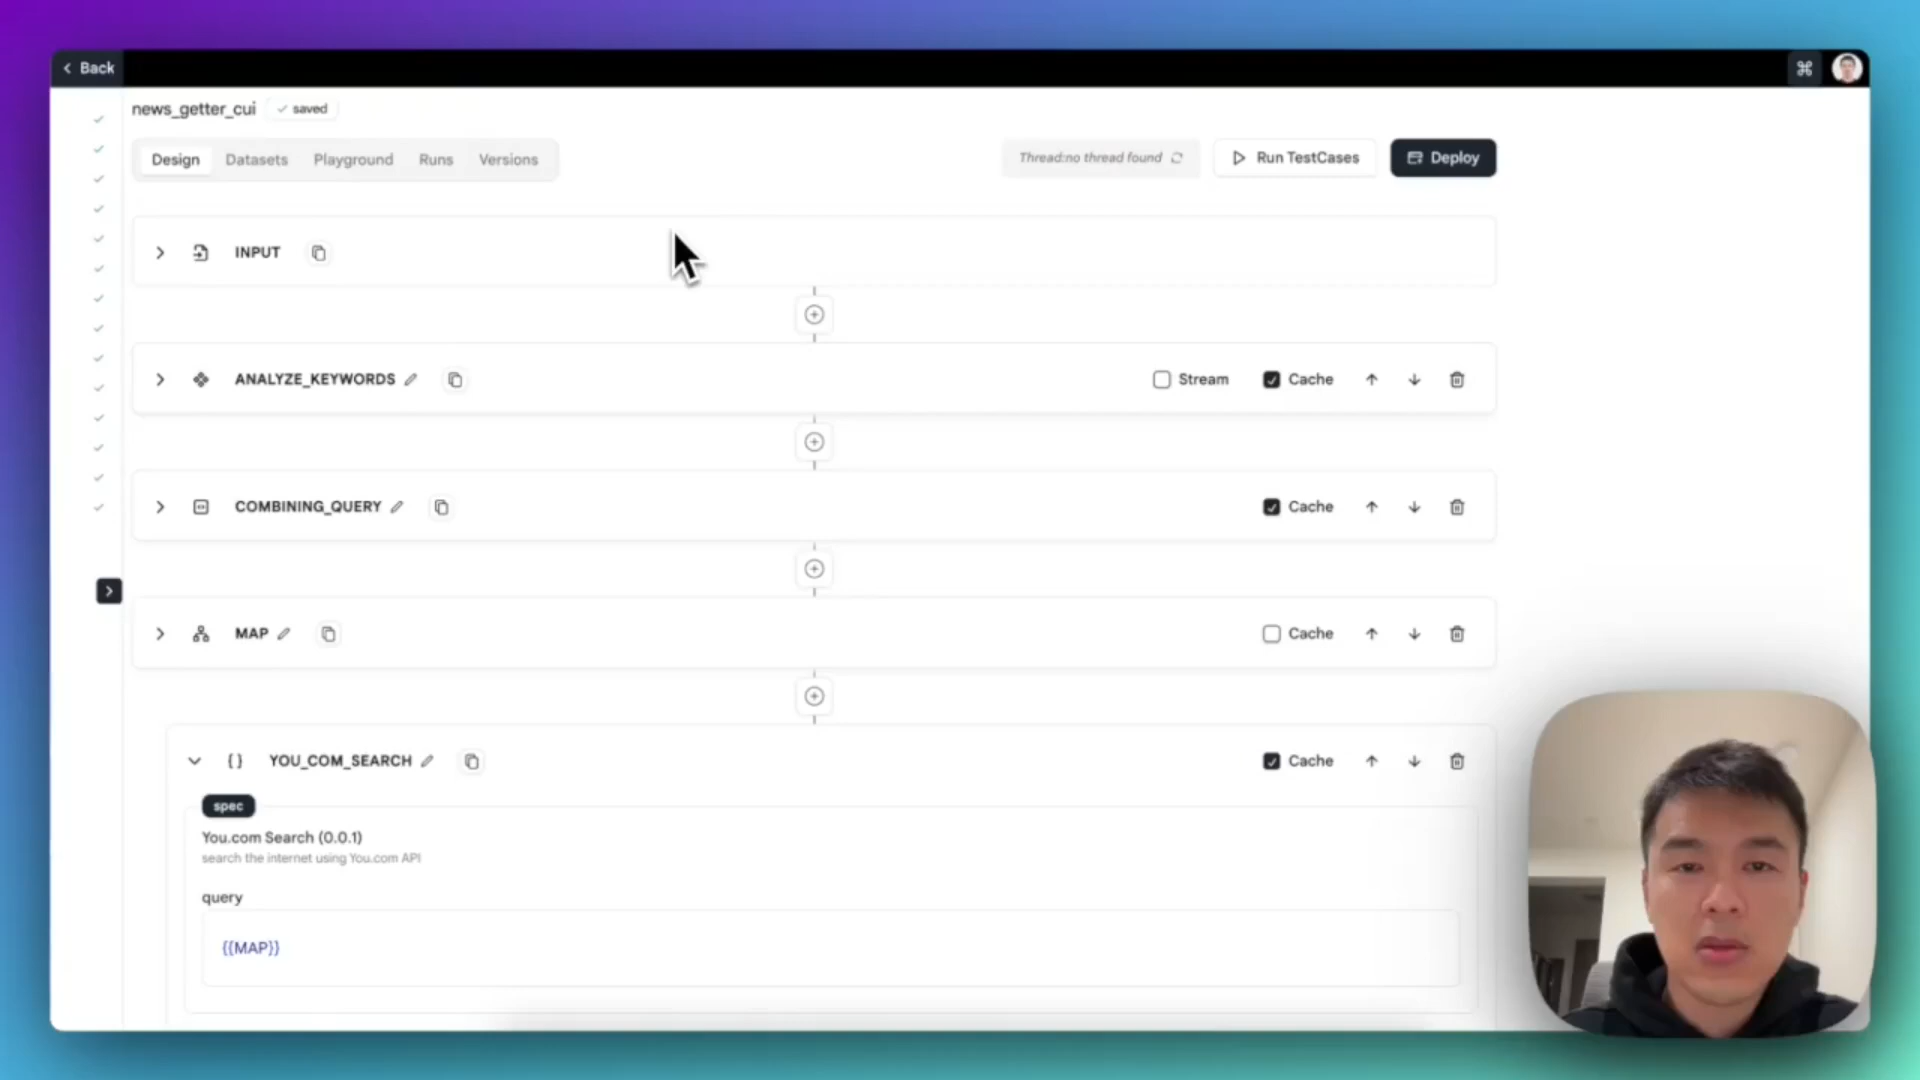 Back
news_getter_cui saved
Design Datasets Playground Runs Versions
Thread:no thread found Run TestCases Deploy
INPUT
ANALYZE_KEYWORDS Stream Cache
COMBINING_QUERY Cache
MAP Cache
YOU_COM_SEARCH Cache
spec
You.com Search (0.0.1)
search the internet using You.com API
query
{{MAP}}